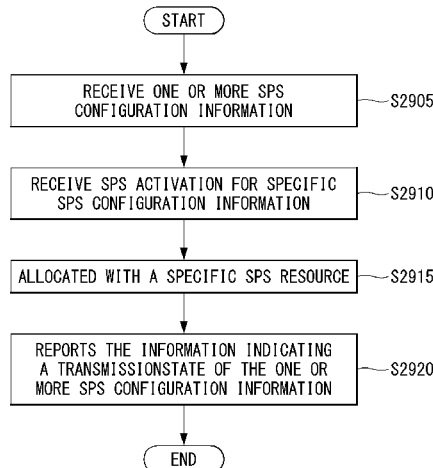 START
RECEIVE ONE OR MORE SPS
CONFIGURATION INFORMATION
S2905
RECEIVE SPS ACTIVATION FOR SPECIFIC
SPS CONFIGURATION INFORMATION
S2910
ALLOCATED WITH A SPECIFIC SPS RESOURCE
S2915
REPORTS THE INFORMATION INDICATING
A TRANSMISSIONSTATE OF THE ONE OR
MORE SPS CONFIGURATION INFORMATION
S2920
END